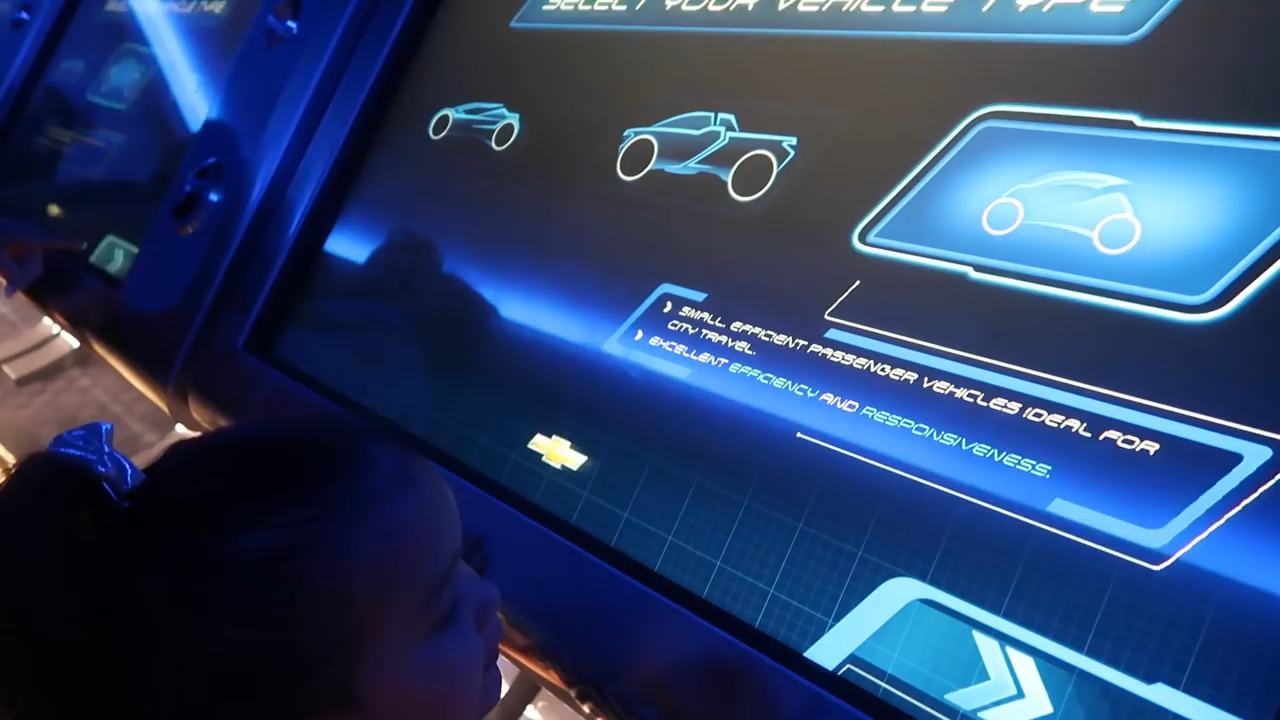 SELECT YOUR VEHICLE TYPE
SMALL, EFFICIENT PASSENGER VEHICLES IDEAL FOR
CITY TRAVEL.
EXCELLENT EFFICIENCY AND RESPONSIVENESS.